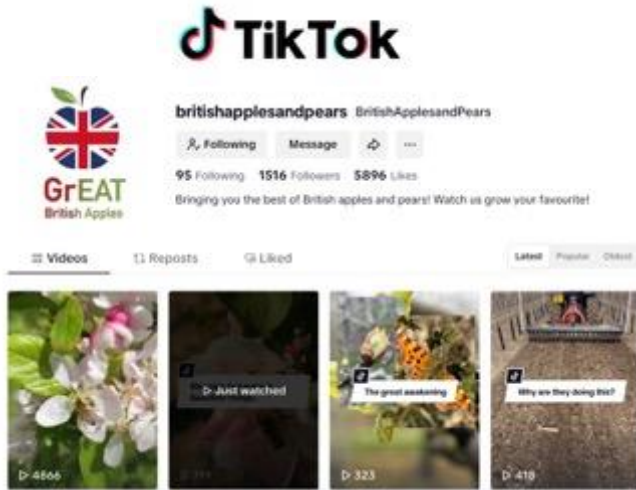 TikTok
britishapplesandpears BritishApplesandPears
Following Message
95 Following 1516 Followers 5896 Likes
Bringing you the best of British apples and pears! Watch us grow your favourite!
GrEAT
British Apples
Videos Reposts Liked
Latest Popular Oldest
Just watched
The great awakening
Why are they doing this?
4866
323
418